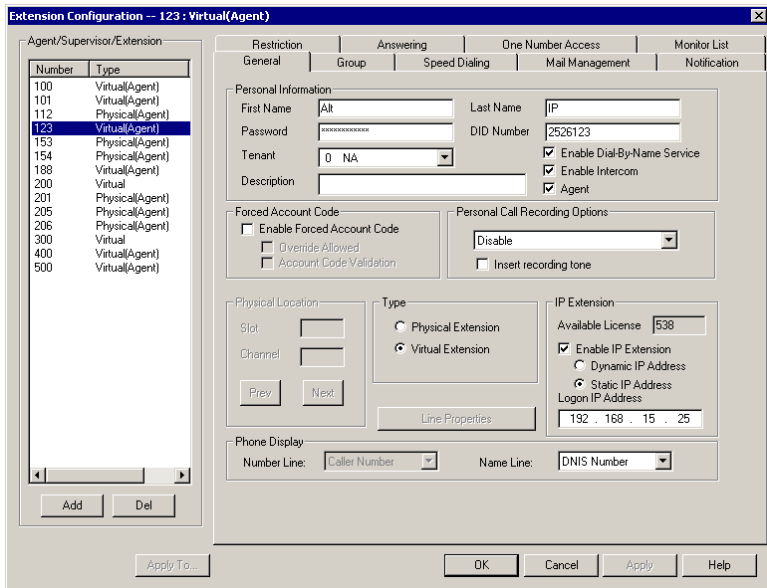 Extension Configuration -- 123 : Virtual(Agent)
Agent/Supervisor/Extension
Number Type
100 Virtual(Agent)
101 Virtual(Agent)
112 Physical(Agent)
123 Virtual(Agent)
153 Physical(Agent)
154 Physical(Agent)
188 Virtual(Agent)
200 Virtual
201 Physical(Agent)
205 Physical(Agent)
206 Physical(Agent)
300 Virtual
400 Virtual(Agent)
500 Virtual(Agent)
Add Del
Restriction Answering One Number Access Monitor List
General Group Speed Dialing Mail Management Notification
Personal Information
First Name Alt Last Name IP
Password xxxxxxxxxxxx DID Number 2526123
Tenant 0 NA
Enable Dial-By-Name Service
Enable Intercom
Description
Agent
Forced Account Code
Enable Forced Account Code
Override Allowed
Account Code Validation
Personal Call Recording Options
Disable
Insert recording tone
Physical Location
Slot
Channel
Prev Next
Type
Physical Extension
Virtual Extension
Line Properties
IP Extension
Available License 538
Enable IP Extension
Dynamic IP Address
Static IP Address
Logon IP Address
192 . 168 . 15 . 25
Phone Display
Number Line: Caller Number Name Line: DNIS Number
Apply To... OK Cancel Apply Help